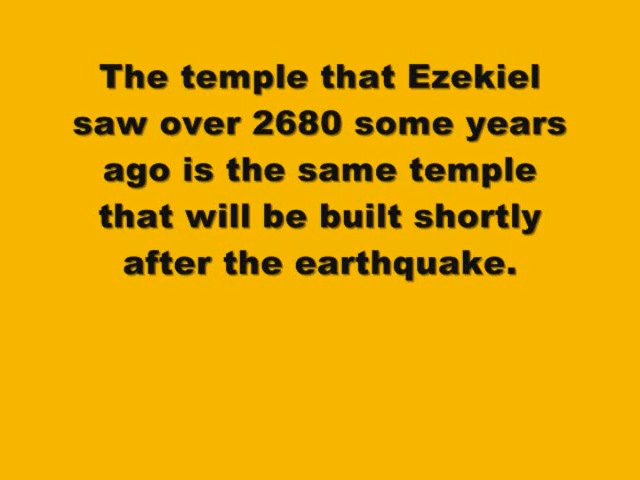 The temple that Ezekiel
saw over 2680 some years
ago is the same temple
that will be built shortly
after the earthquake.